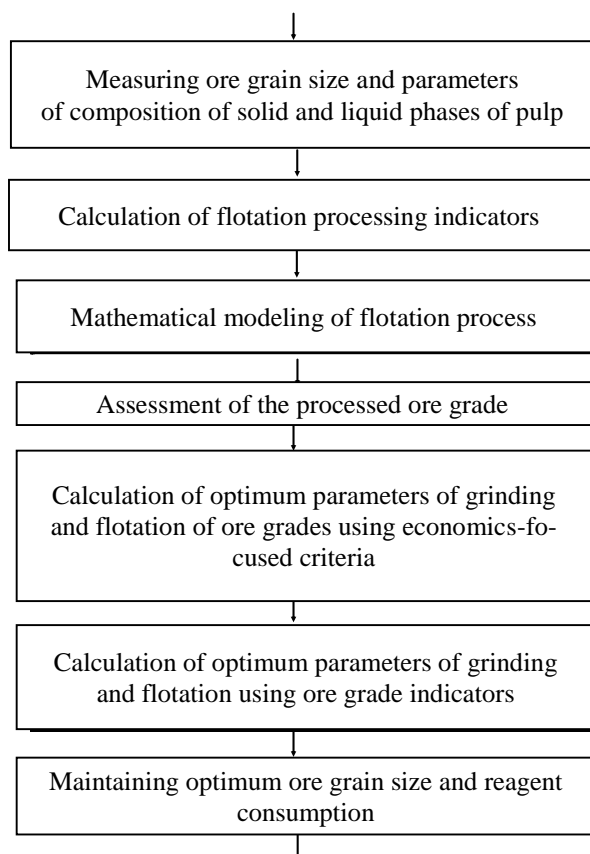 Measuring ore grain size and parameters
of composition of solid and liquid phases of pulp
Calculation of flotation processing indicators
Mathematical modeling of flotation process
Assessment of the processed ore grade
Calculation of optimum parameters of grinding
and flotation of ore grades using economics-fo-
cused criteria
Calculation of optimum parameters of grinding
and flotation using ore grade indicators
Maintaining optimum ore grain size and reagent
consumption